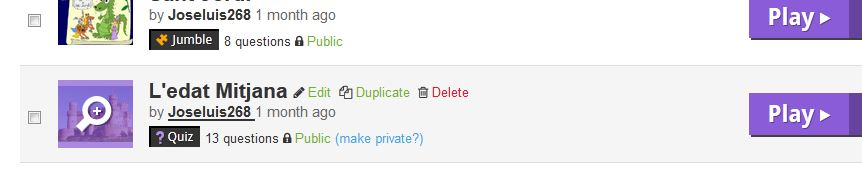 by Joseluis268 1 month ago
Play
Jumble 8 questions Public
L'edat Mitjana Edit Duplicate Delete
by Joseluis268 1 month ago
Play
? Quiz 13 questions Public (make private?)